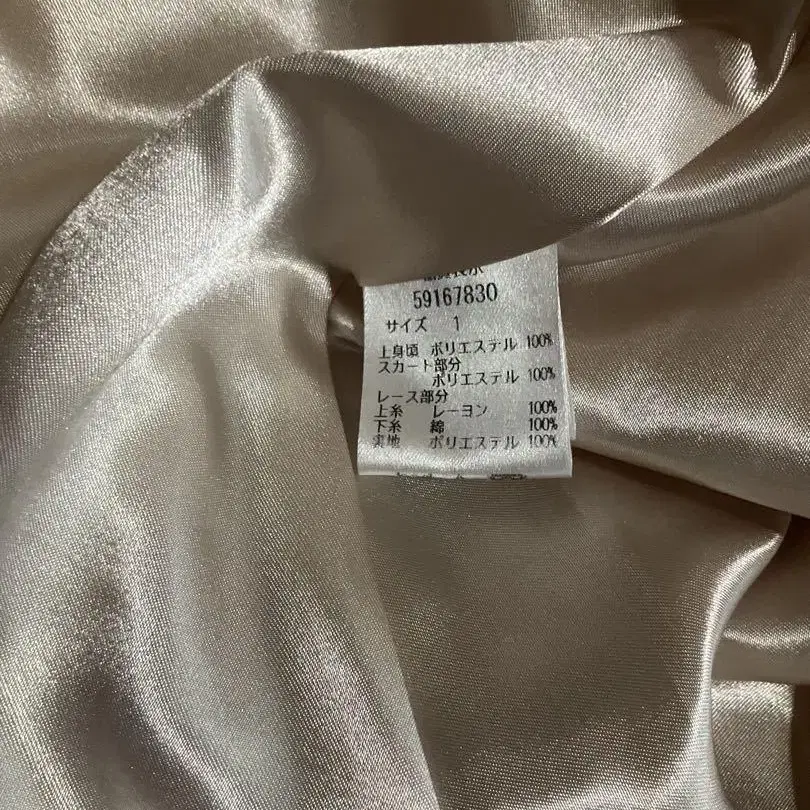 59167830
サイズ 1
上身頃 ポリエステル 100%
スカート部分
ポリエステル 100%
レース部分
上糸 レーヨン 100%
下糸 綿 100%
裏地 ポリエステル 100%